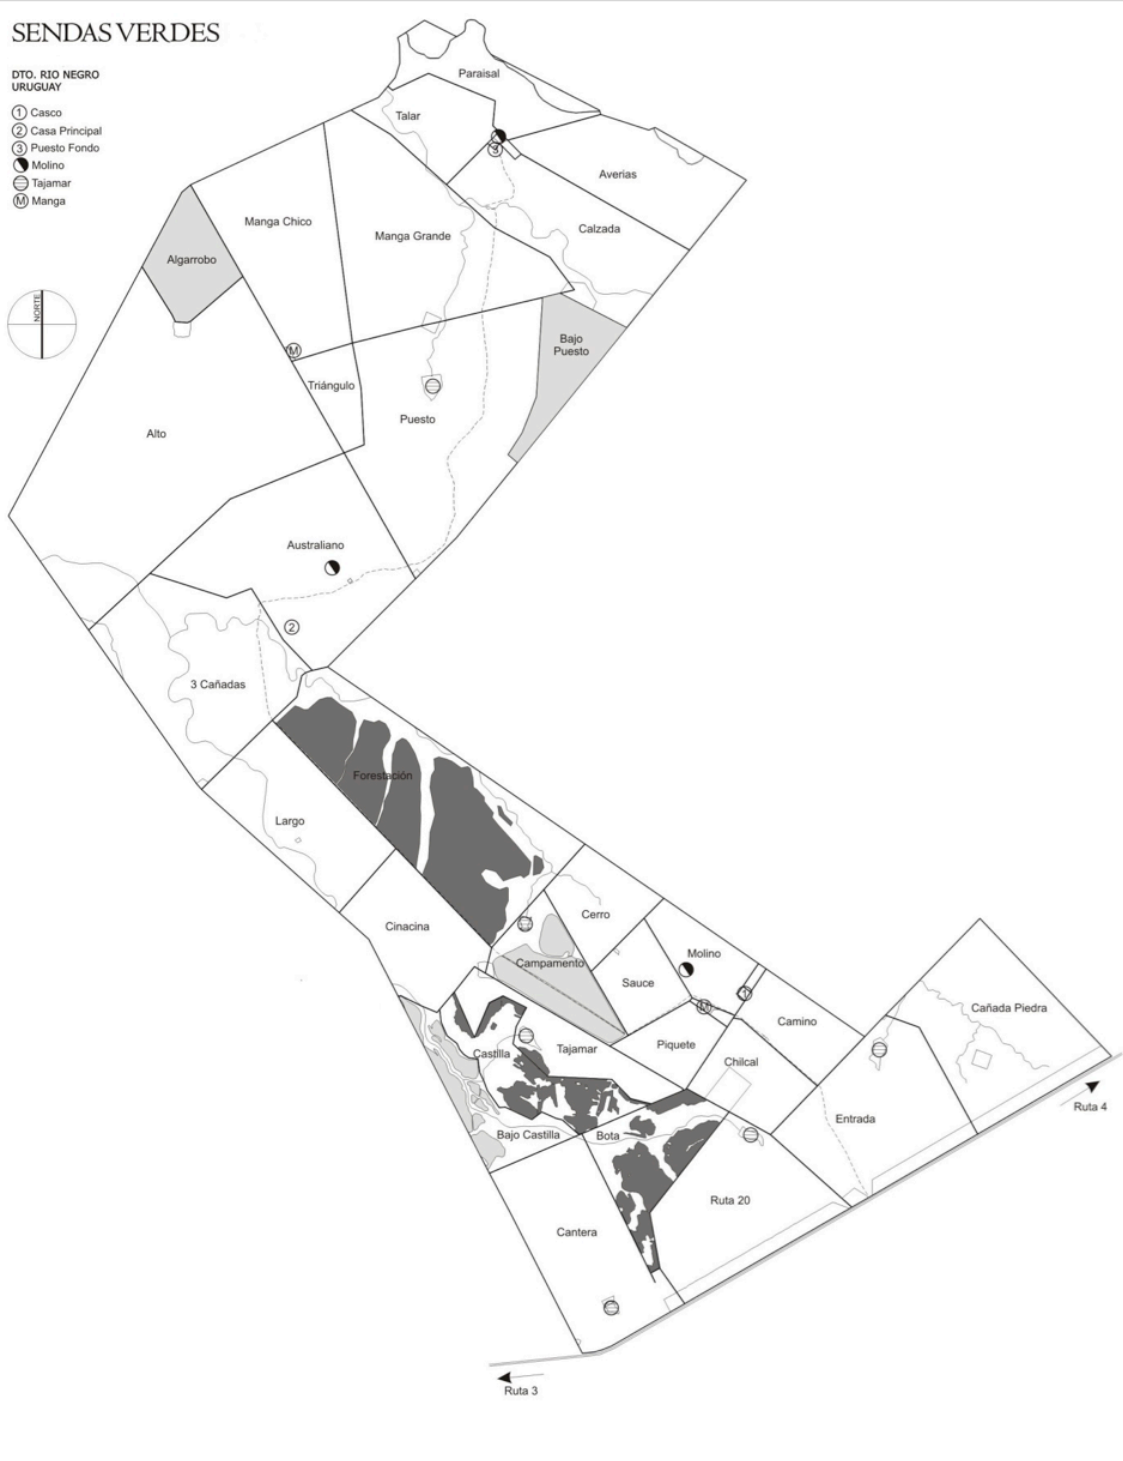 SENDAS VERDES
DTO. RIO NEGRO
URUGUAY
1 Casco
2 Casa Principal
3 Puesto Fondo
Molino
Tajamar
M Manga
NORTE
Paraisal
Talar
3
Averias
Manga Chico
Manga Grande
Calzada
Algarrobo
Bajo
Puesto
M
Triángulo
Puesto
Alto
Australiano
2
3 Cañadas
Forestación
Largo
Cerro
Cinacina
Campamento
Molino
Sauce
1
M
Cañada Piedra
Camino
Castilla
Tajamar
Piquete
Chilcal
Ruta 4
Entrada
Bajo Castilla
Bota
Ruta 20
Cantera
Ruta 3